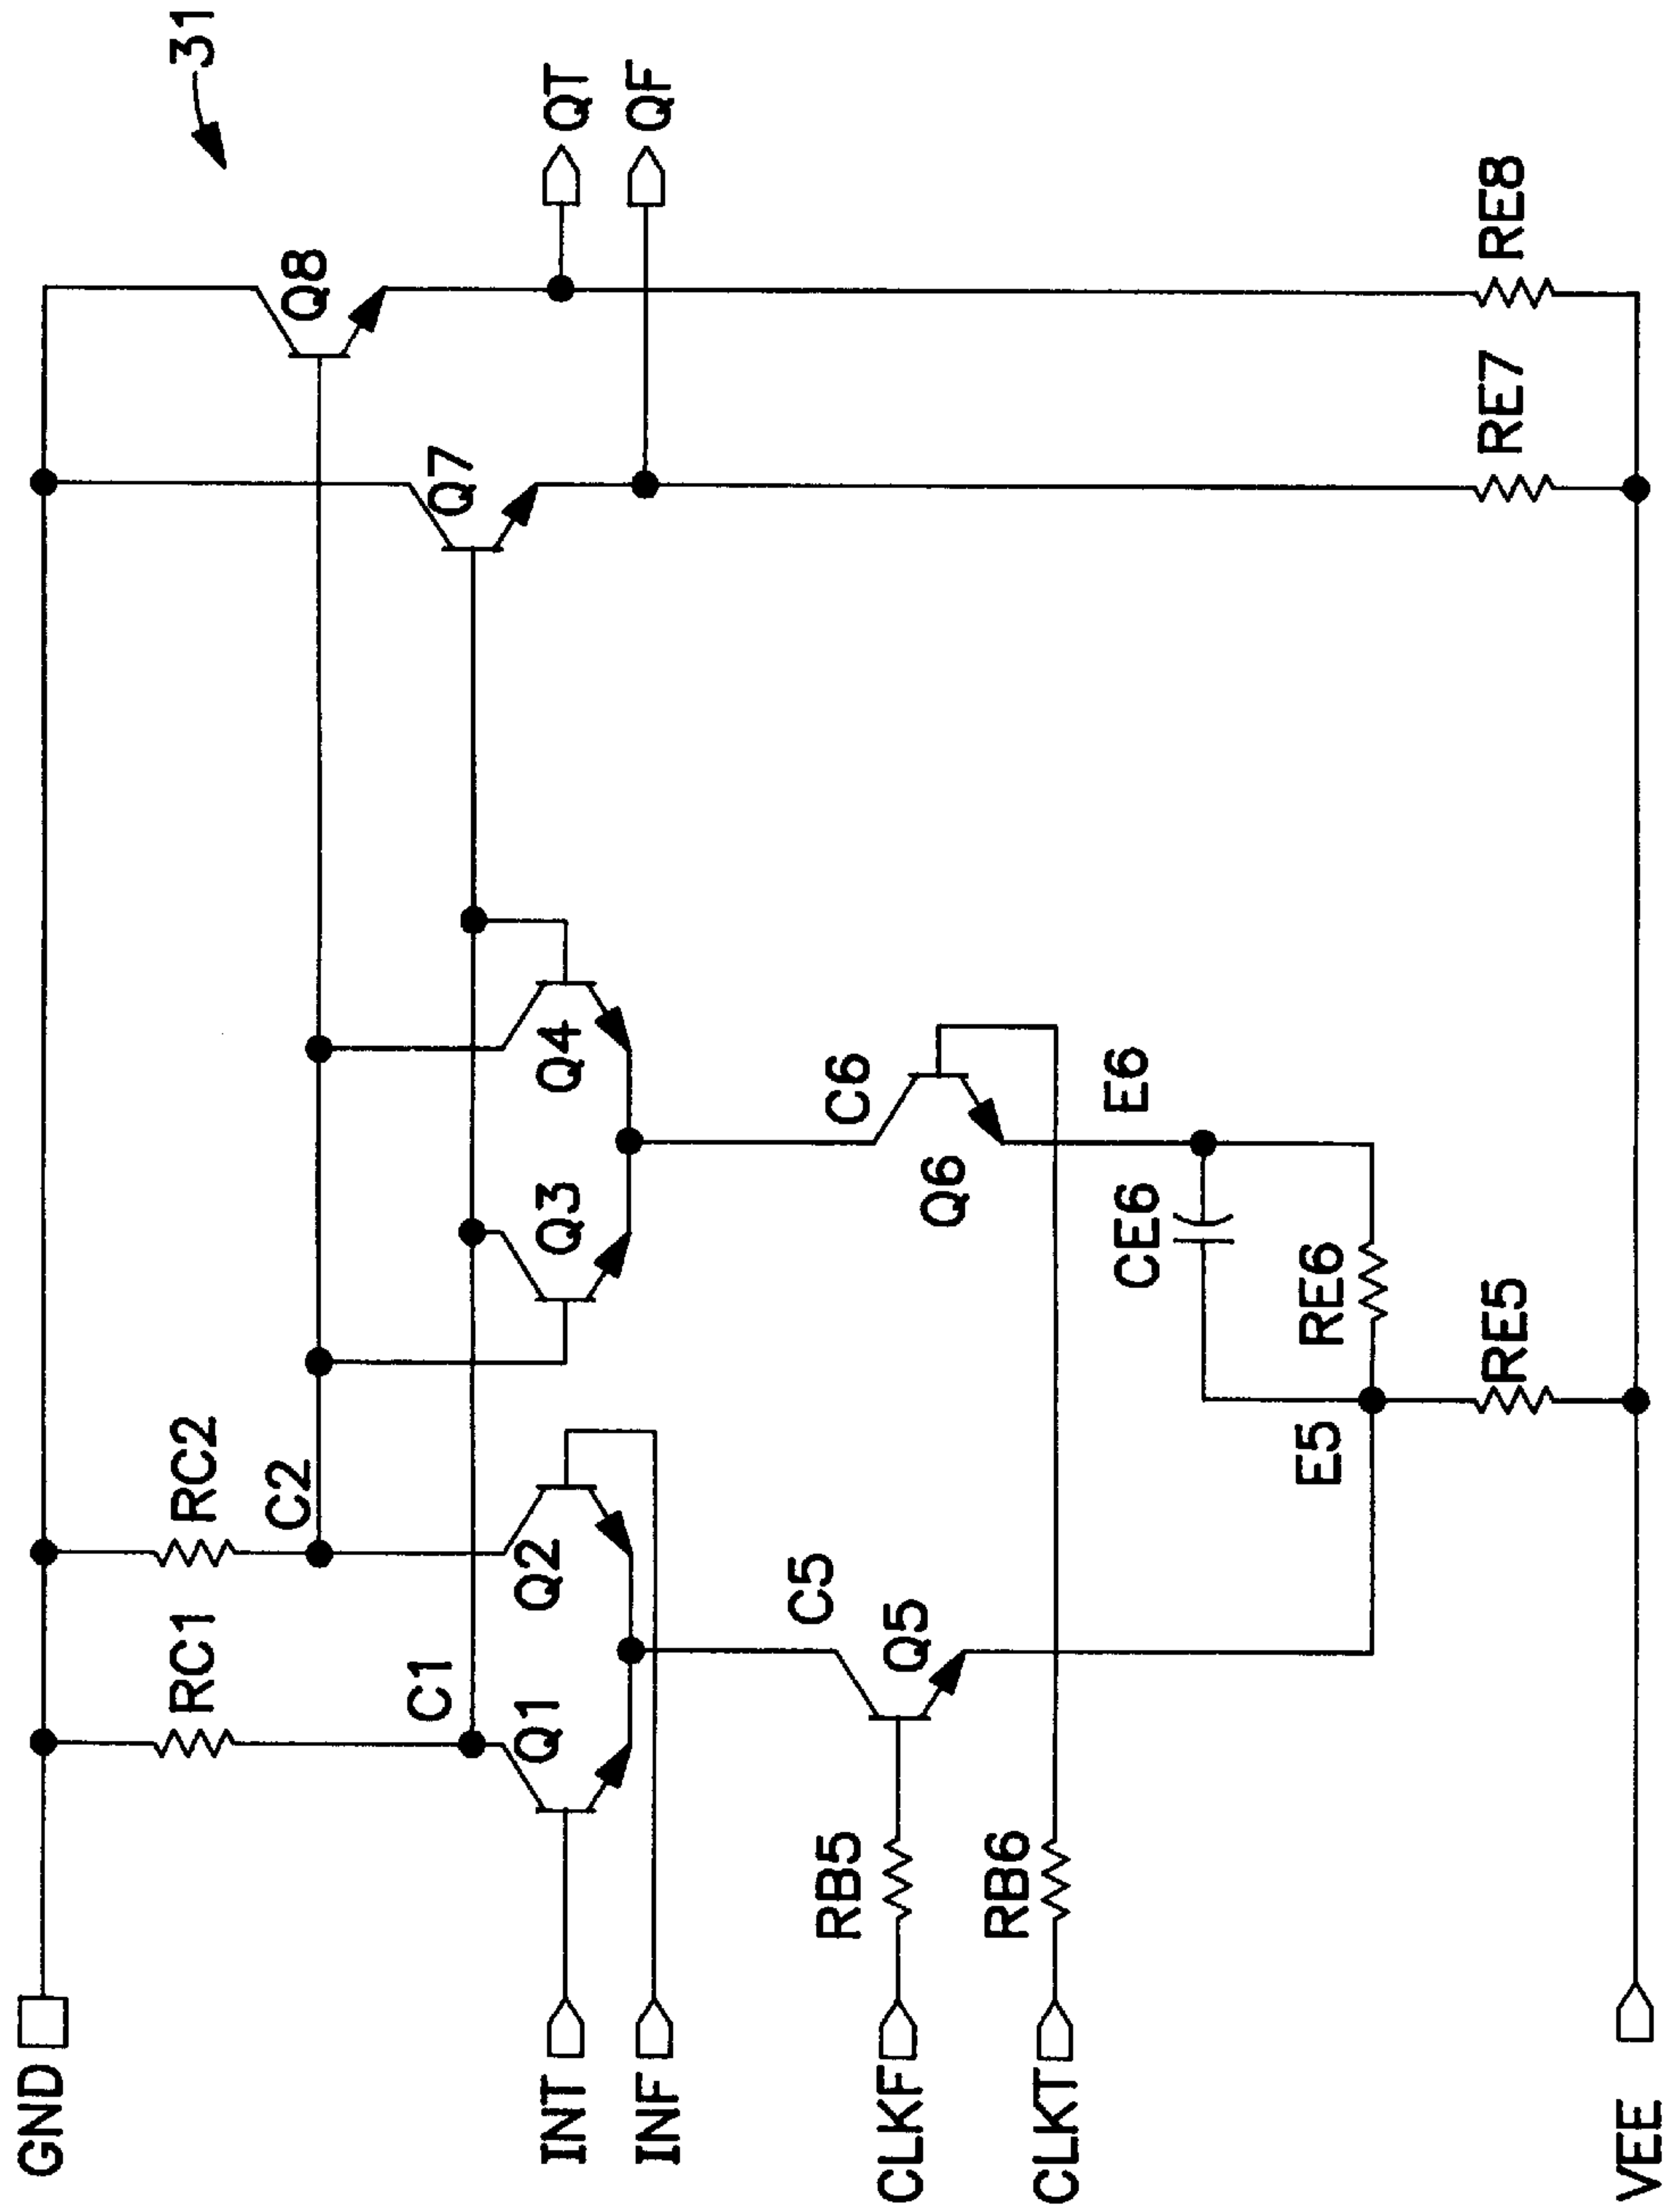 31
GND
RC1
RC2
C2
C1
Q8
Q7
QT
QF
INT
INF
Q1
Q2
Q3
Q4
C5
C6
CLKF
RB5
Q5
Q6
CLKT
RB6
E6
CE6
RE6
E5
RE5
RE7
RE8
VEE